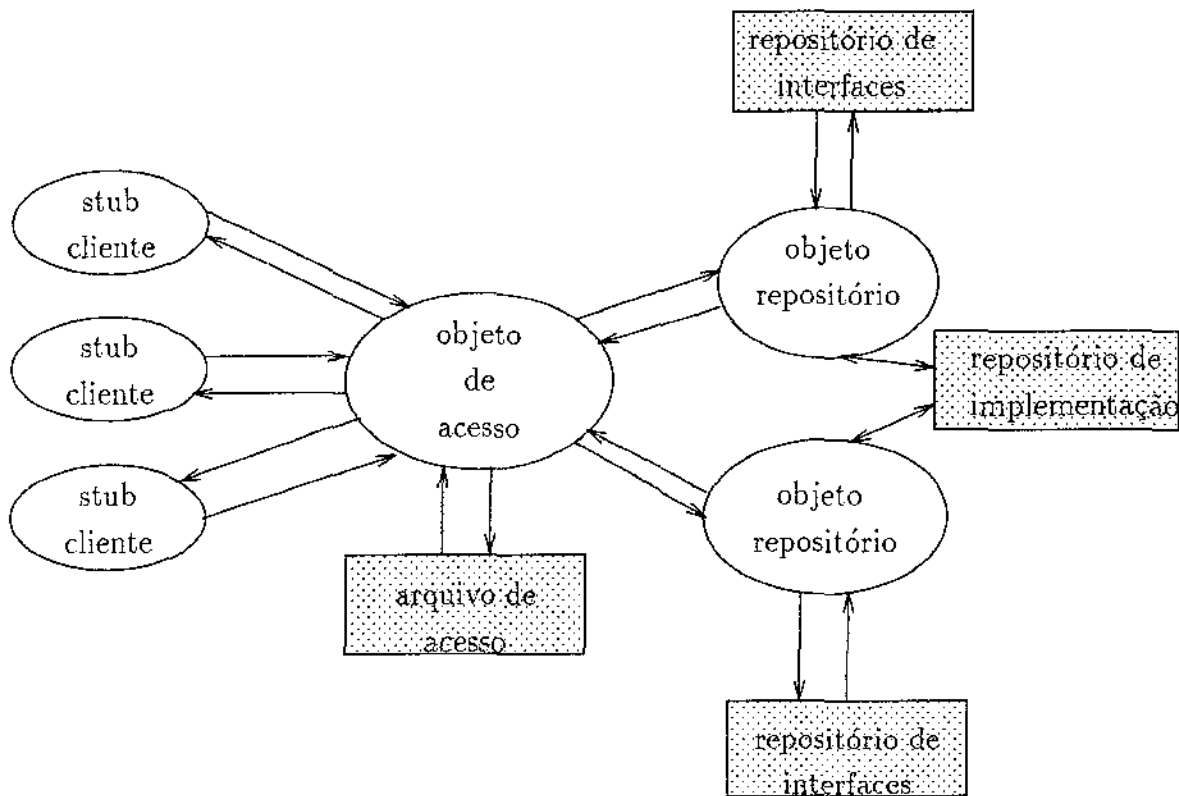 repositório de
interfaces
stub
cliente
objeto
repositório
stub
cliente
objeto
de
acesso
repositório de
implementação
stub
cliente
objeto
repositório
arquivo de
acesso
repositório de
interfaces